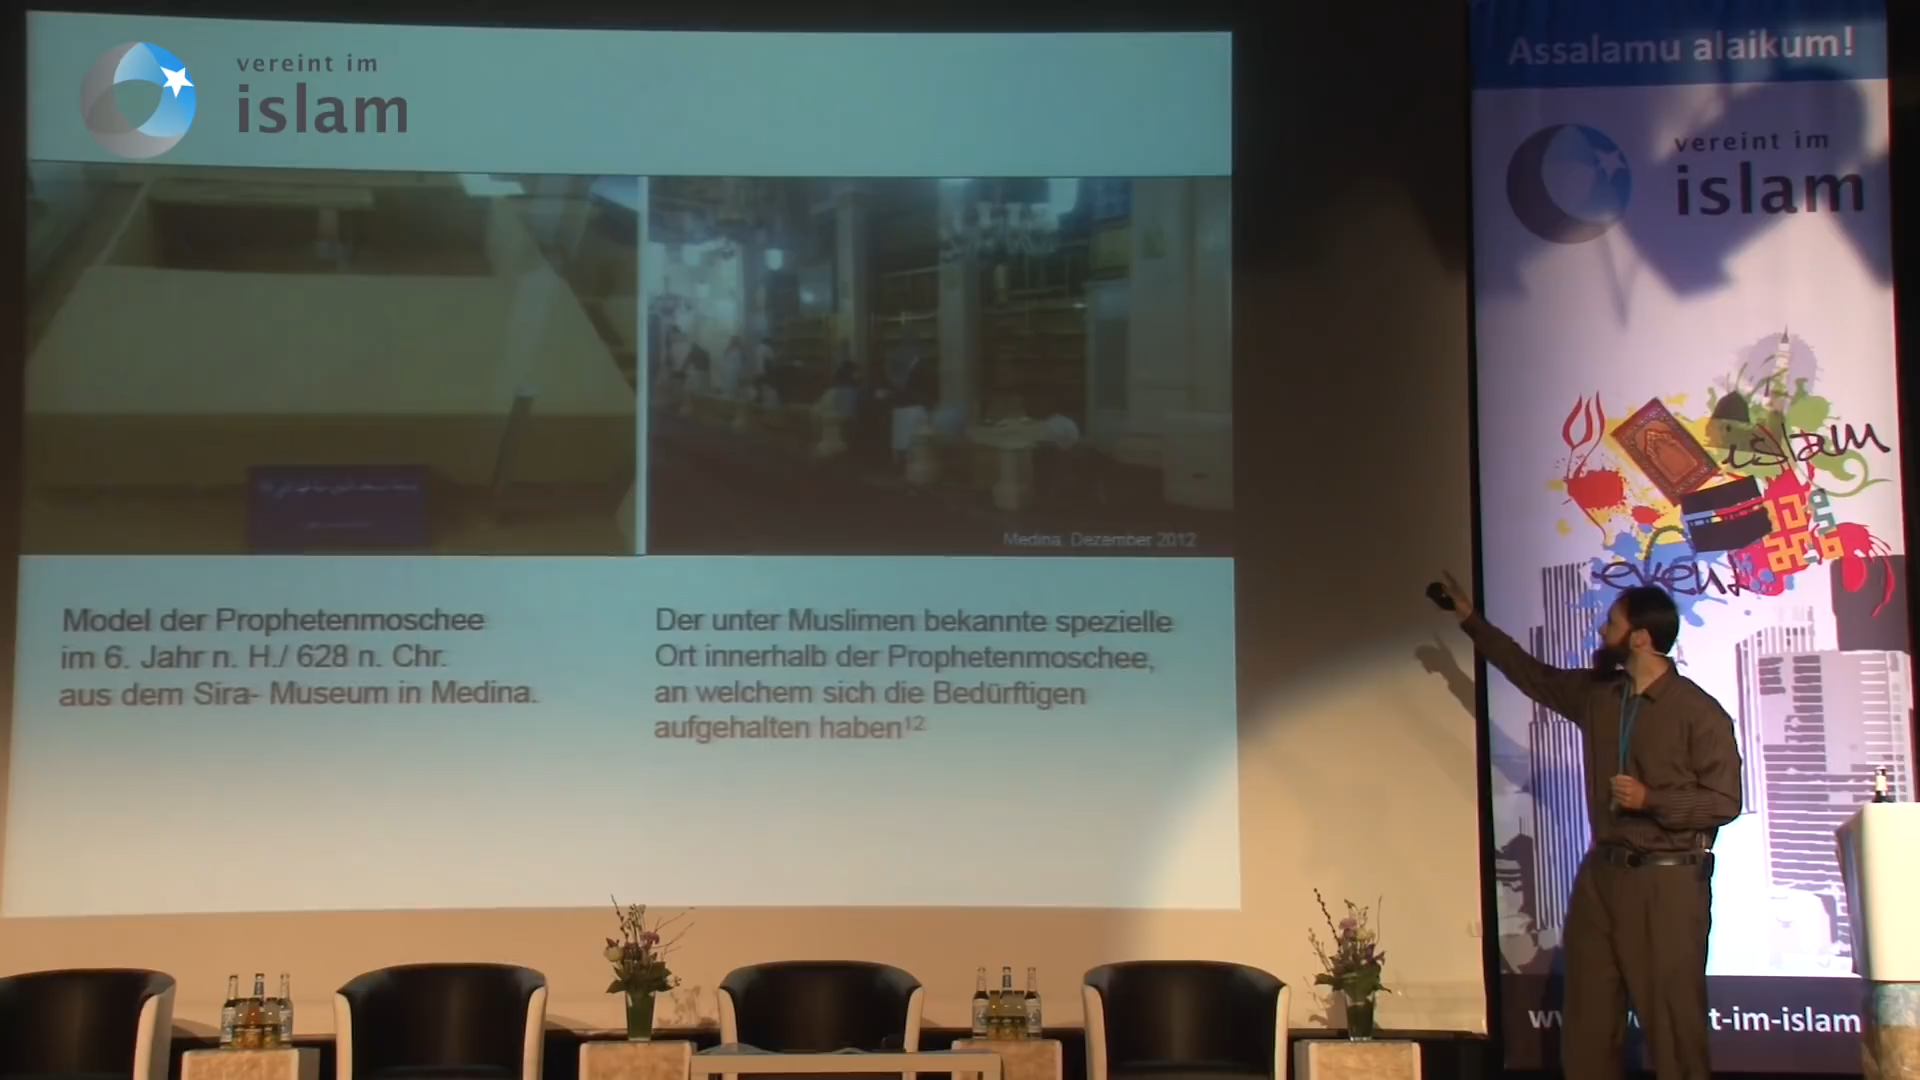 vereint im
islam
Medina, Dezember 2012
Model der Prophetenmoschee
im 6. Jahr n. H./ 628 n. Chr.
aus dem Sira- Museum in Medina.
Der unter Muslimen bekannte spezielle
Ort innerhalb der Prophetenmoschee,
an welchem sich die Bedürftigen
aufgehalten haben¹²
Assalamu alaikum!
vereint im
islam
islam
event
t-im-islam